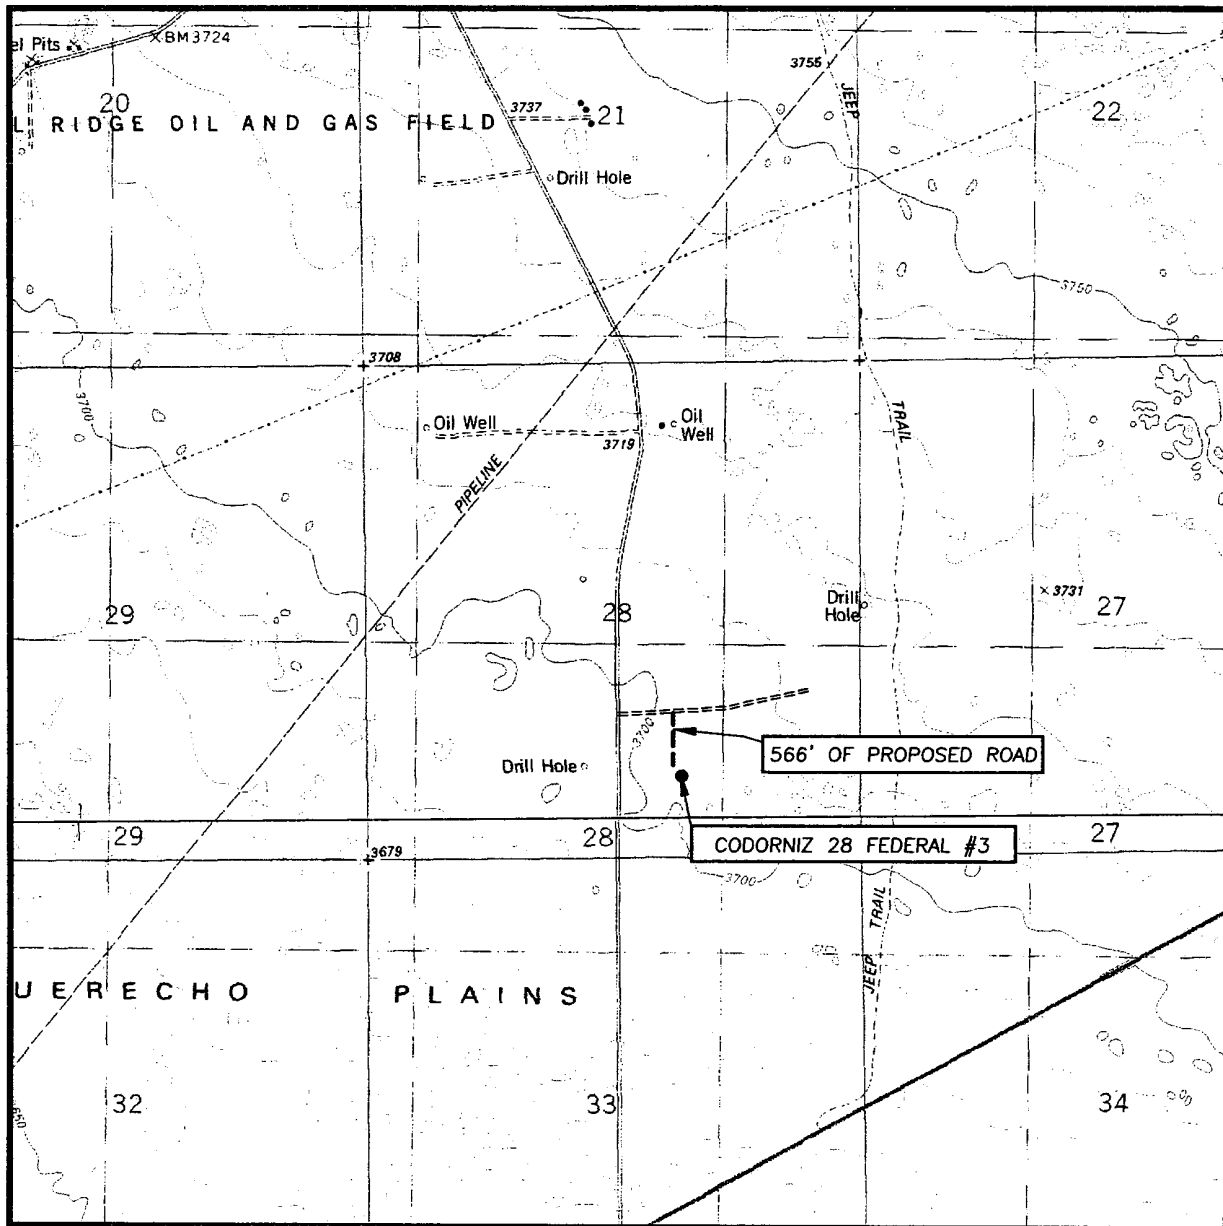 el Pits
BM3724
3755
JEEP
20
3737
21
22
L RIDGE OIL AND GAS FIELD
Drill Hole
3750
3708
3700
TRAIL
Oil Well
Oil
Well
3719
PIPELINE
29
28
Drill
Hole
3731
27
3700
566' OF PROPOSED ROAD
Drill Hole
29
28
CODORNIZ 28 FEDERAL #3
27
3679
3700
JEEP TRAIL
UERECHO PLAINS
32
33
34
650